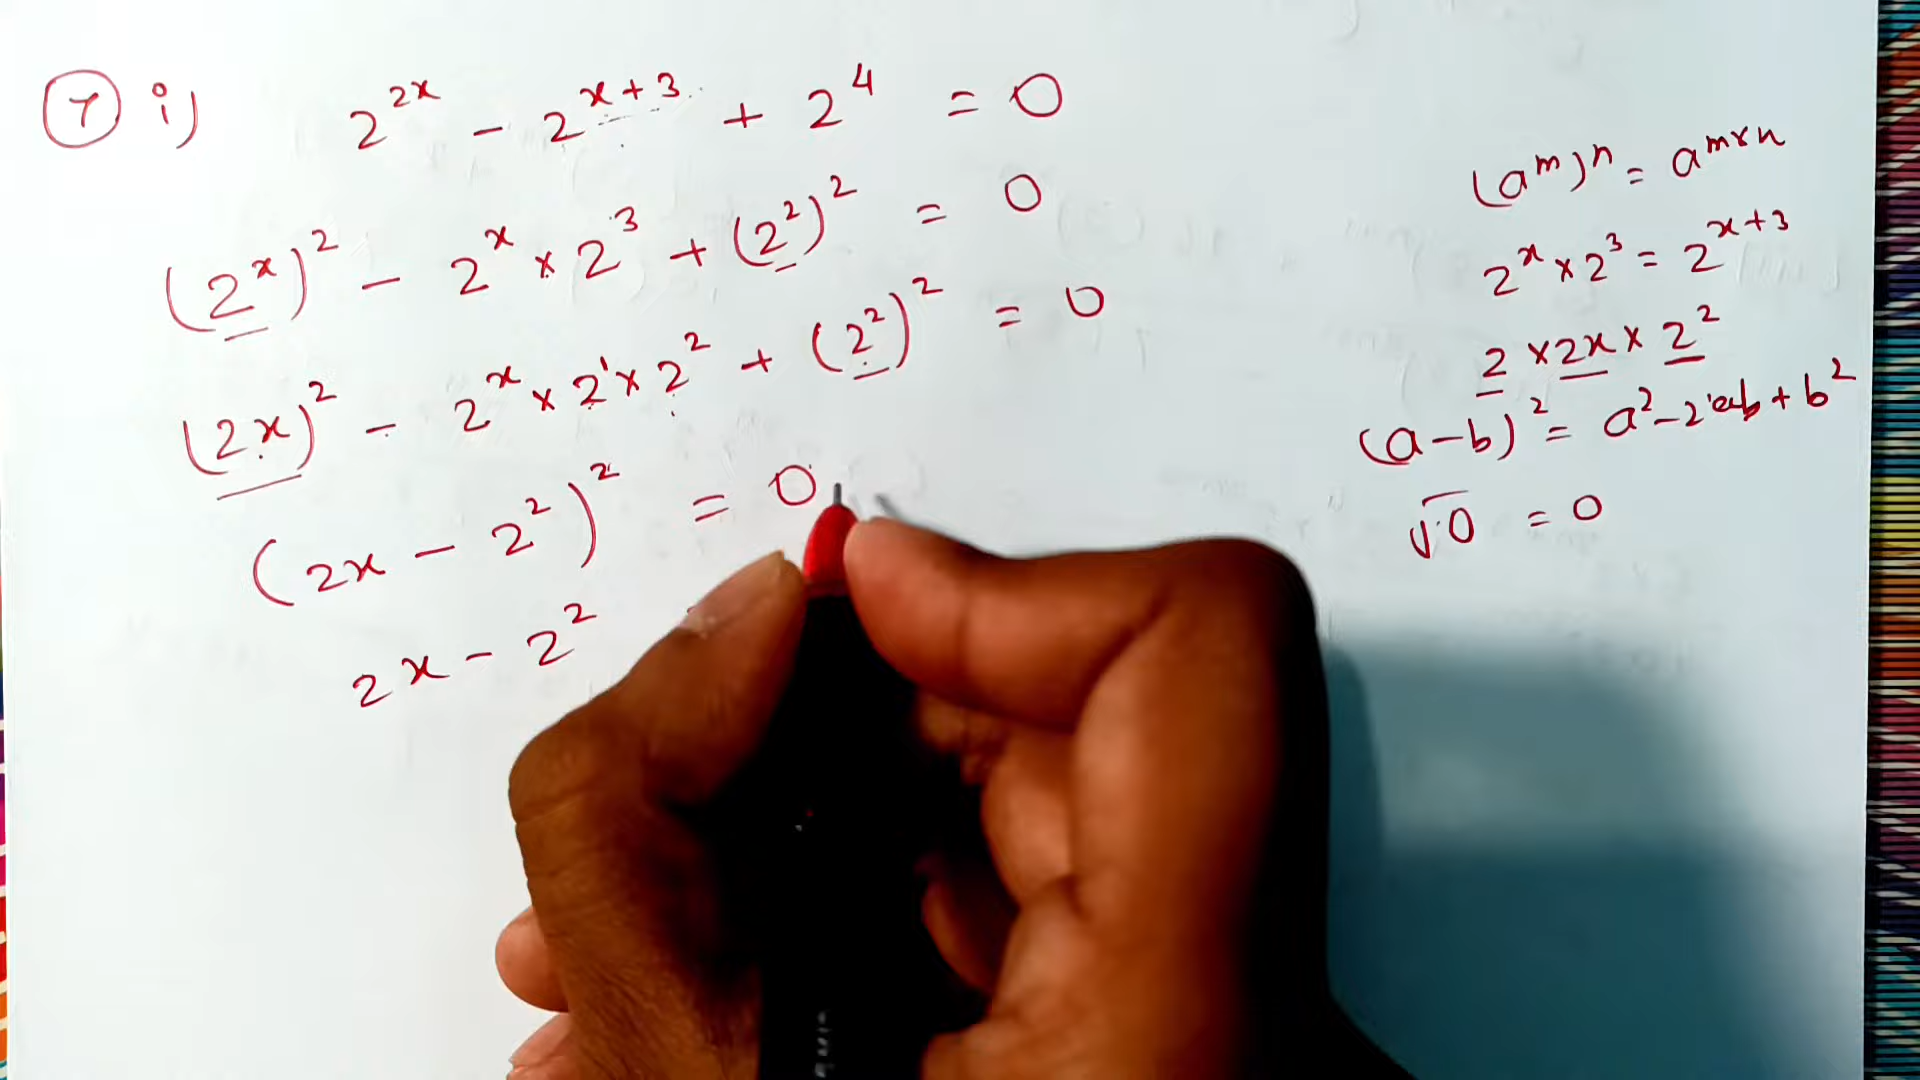 7 i) 2^{2x} - 2^{x+3} + 2^4 = 0
(2^x)^2 - 2^x × 2^3 + (2^2)^2 = 0
(2x)^2 - 2^x × 2^1 × 2^2 + (2^2)^2 = 0
(2x - 2^2)^2 = 0
2x - 2^2
(a^m)^n = a^{m×n}
2^x × 2^3 = 2^{x+3}
2 × 2x × 2^2
(a-b)^2 = a^2 - 2ab + b^2
√0 = 0